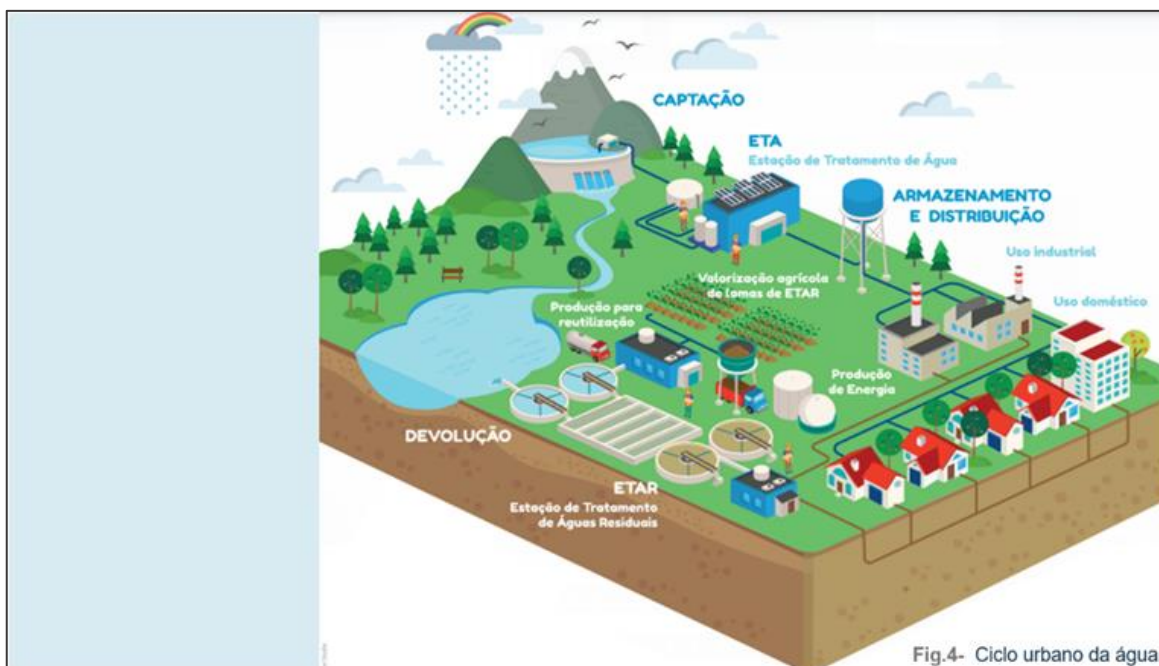 CAPTAÇÃO
ETA
Estação de Tratamento de Água
ARMAZENAMENTO
E DISTRIBUIÇÃO
Uso industrial
Valorização agrícola
de lamas de ETAR
Uso doméstico
Produção para
reutilização
Produção
de Energia
DEVOLUÇÃO
ETAR
Estação de Tratamento
de Águas Residuais
Fig.4- Ciclo urbano da água